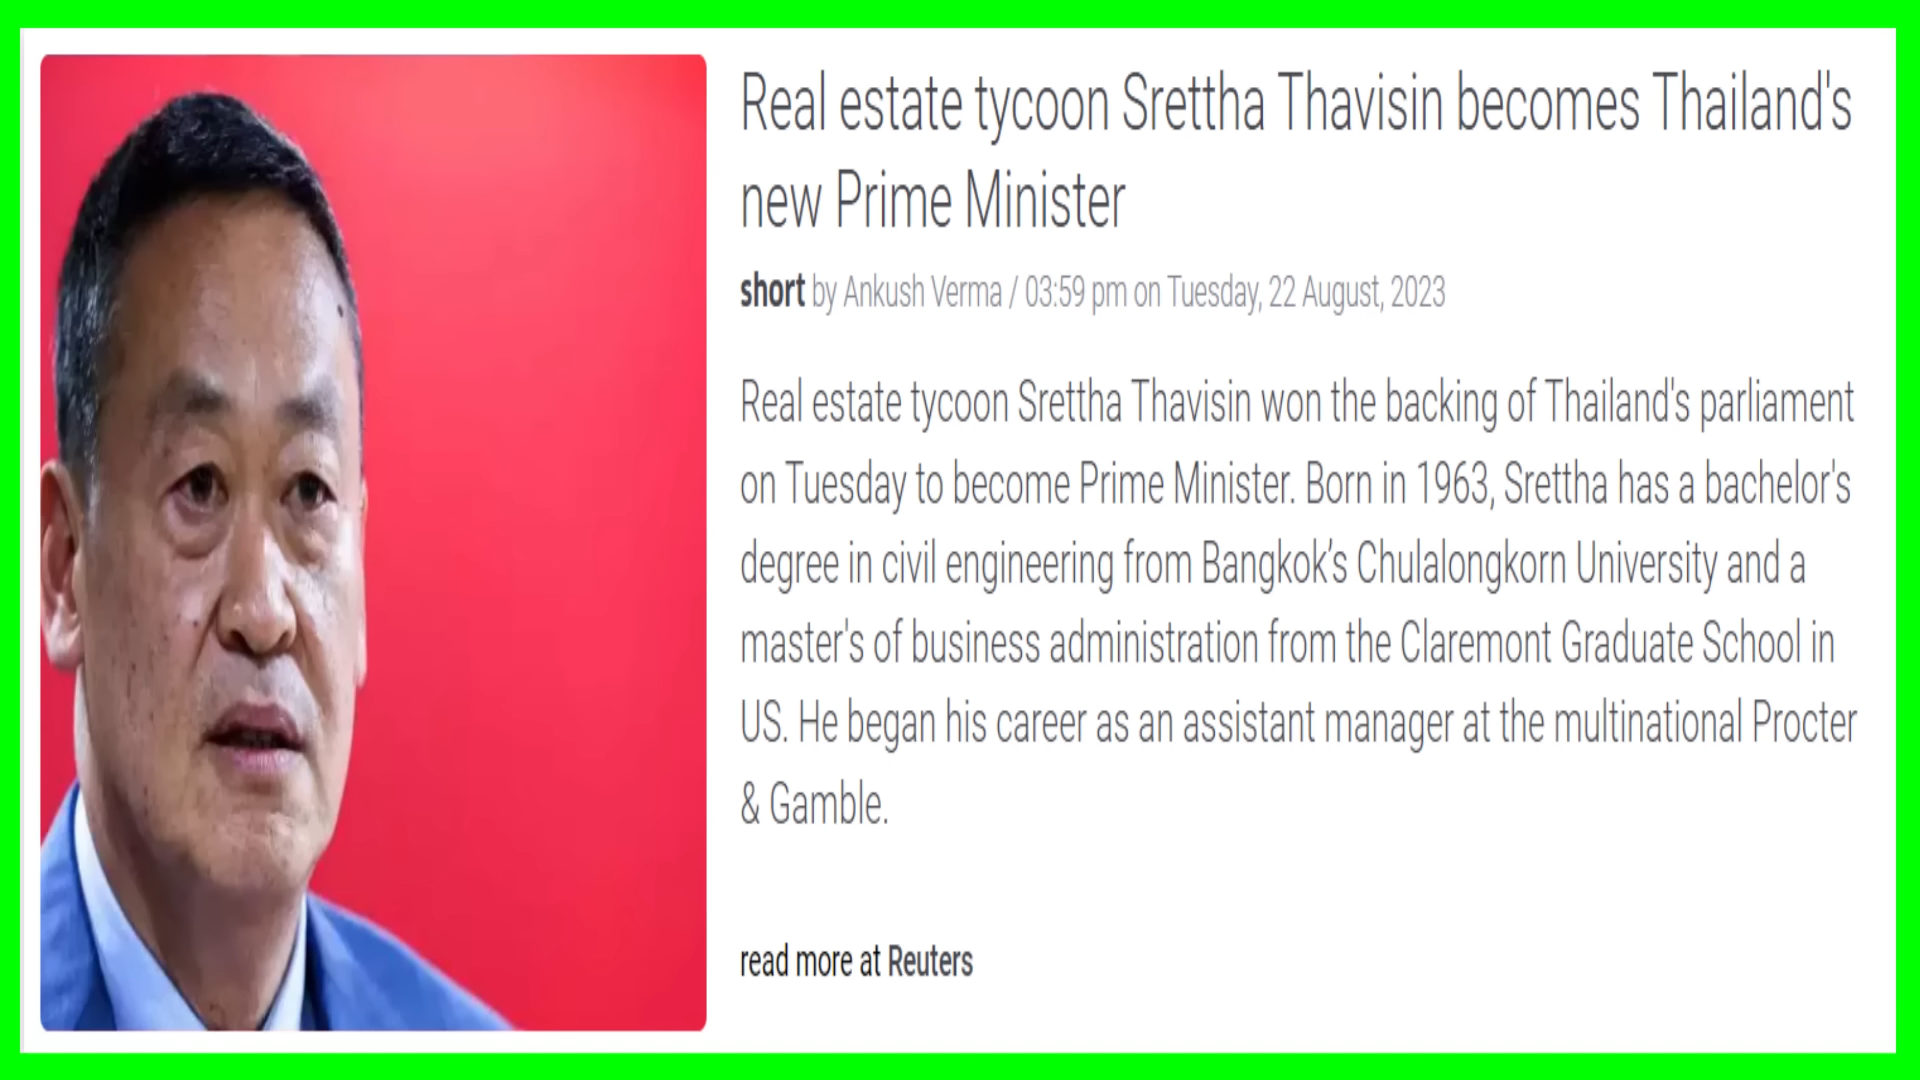 Real estate tycoon Srettha Thavisin becomes Thailand's
new Prime Minister
short by Ankush Verma / 03:59 pm on Tuesday, 22 August, 2023
Real estate tycoon Srettha Thavisin won the backing of Thailand's parliament
on Tuesday to become Prime Minister. Born in 1963, Srettha has a bachelor's
degree in civil engineering from Bangkok’s Chulalongkorn University and a
master's of business administration from the Claremont Graduate School in
US. He began his career as an assistant manager at the multinational Procter
& Gamble.
read more at Reuters